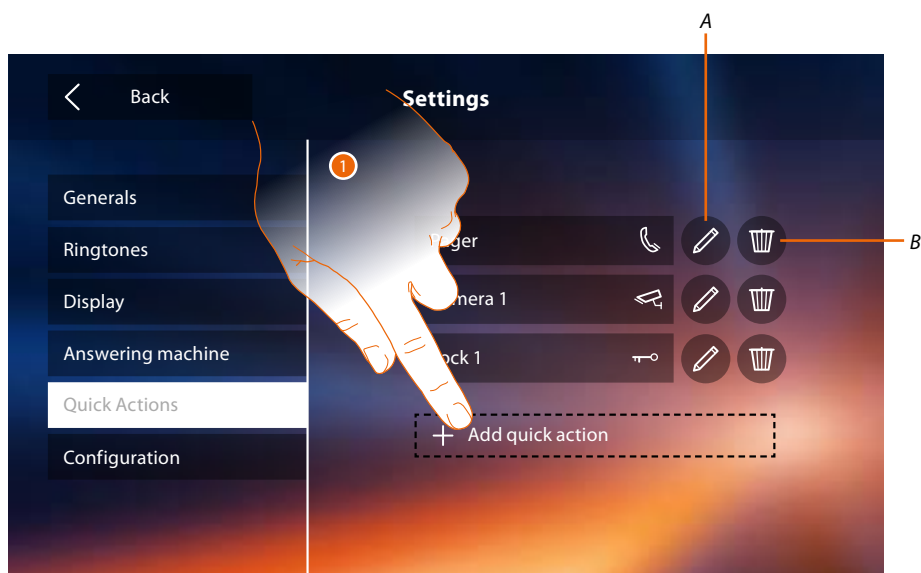 A
Back
Settings
1
Generals
Ringtones
Display
Answering machine
Quick Actions
Configuration
ger
B
mera 1
ock 1
+ Add quick action